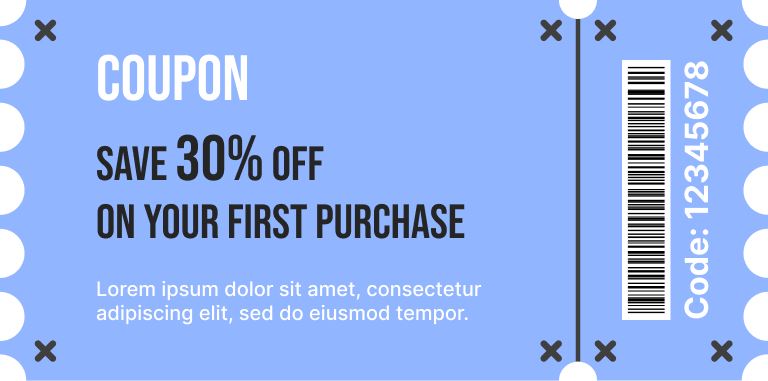 COUPON
SAVE 30% OFF
ON YOUR FIRST PURCHASE
Lorem ipsum dolor sit amet, consectetur
adipiscing elit, sed do eiusmod tempor.
Code: 12345678